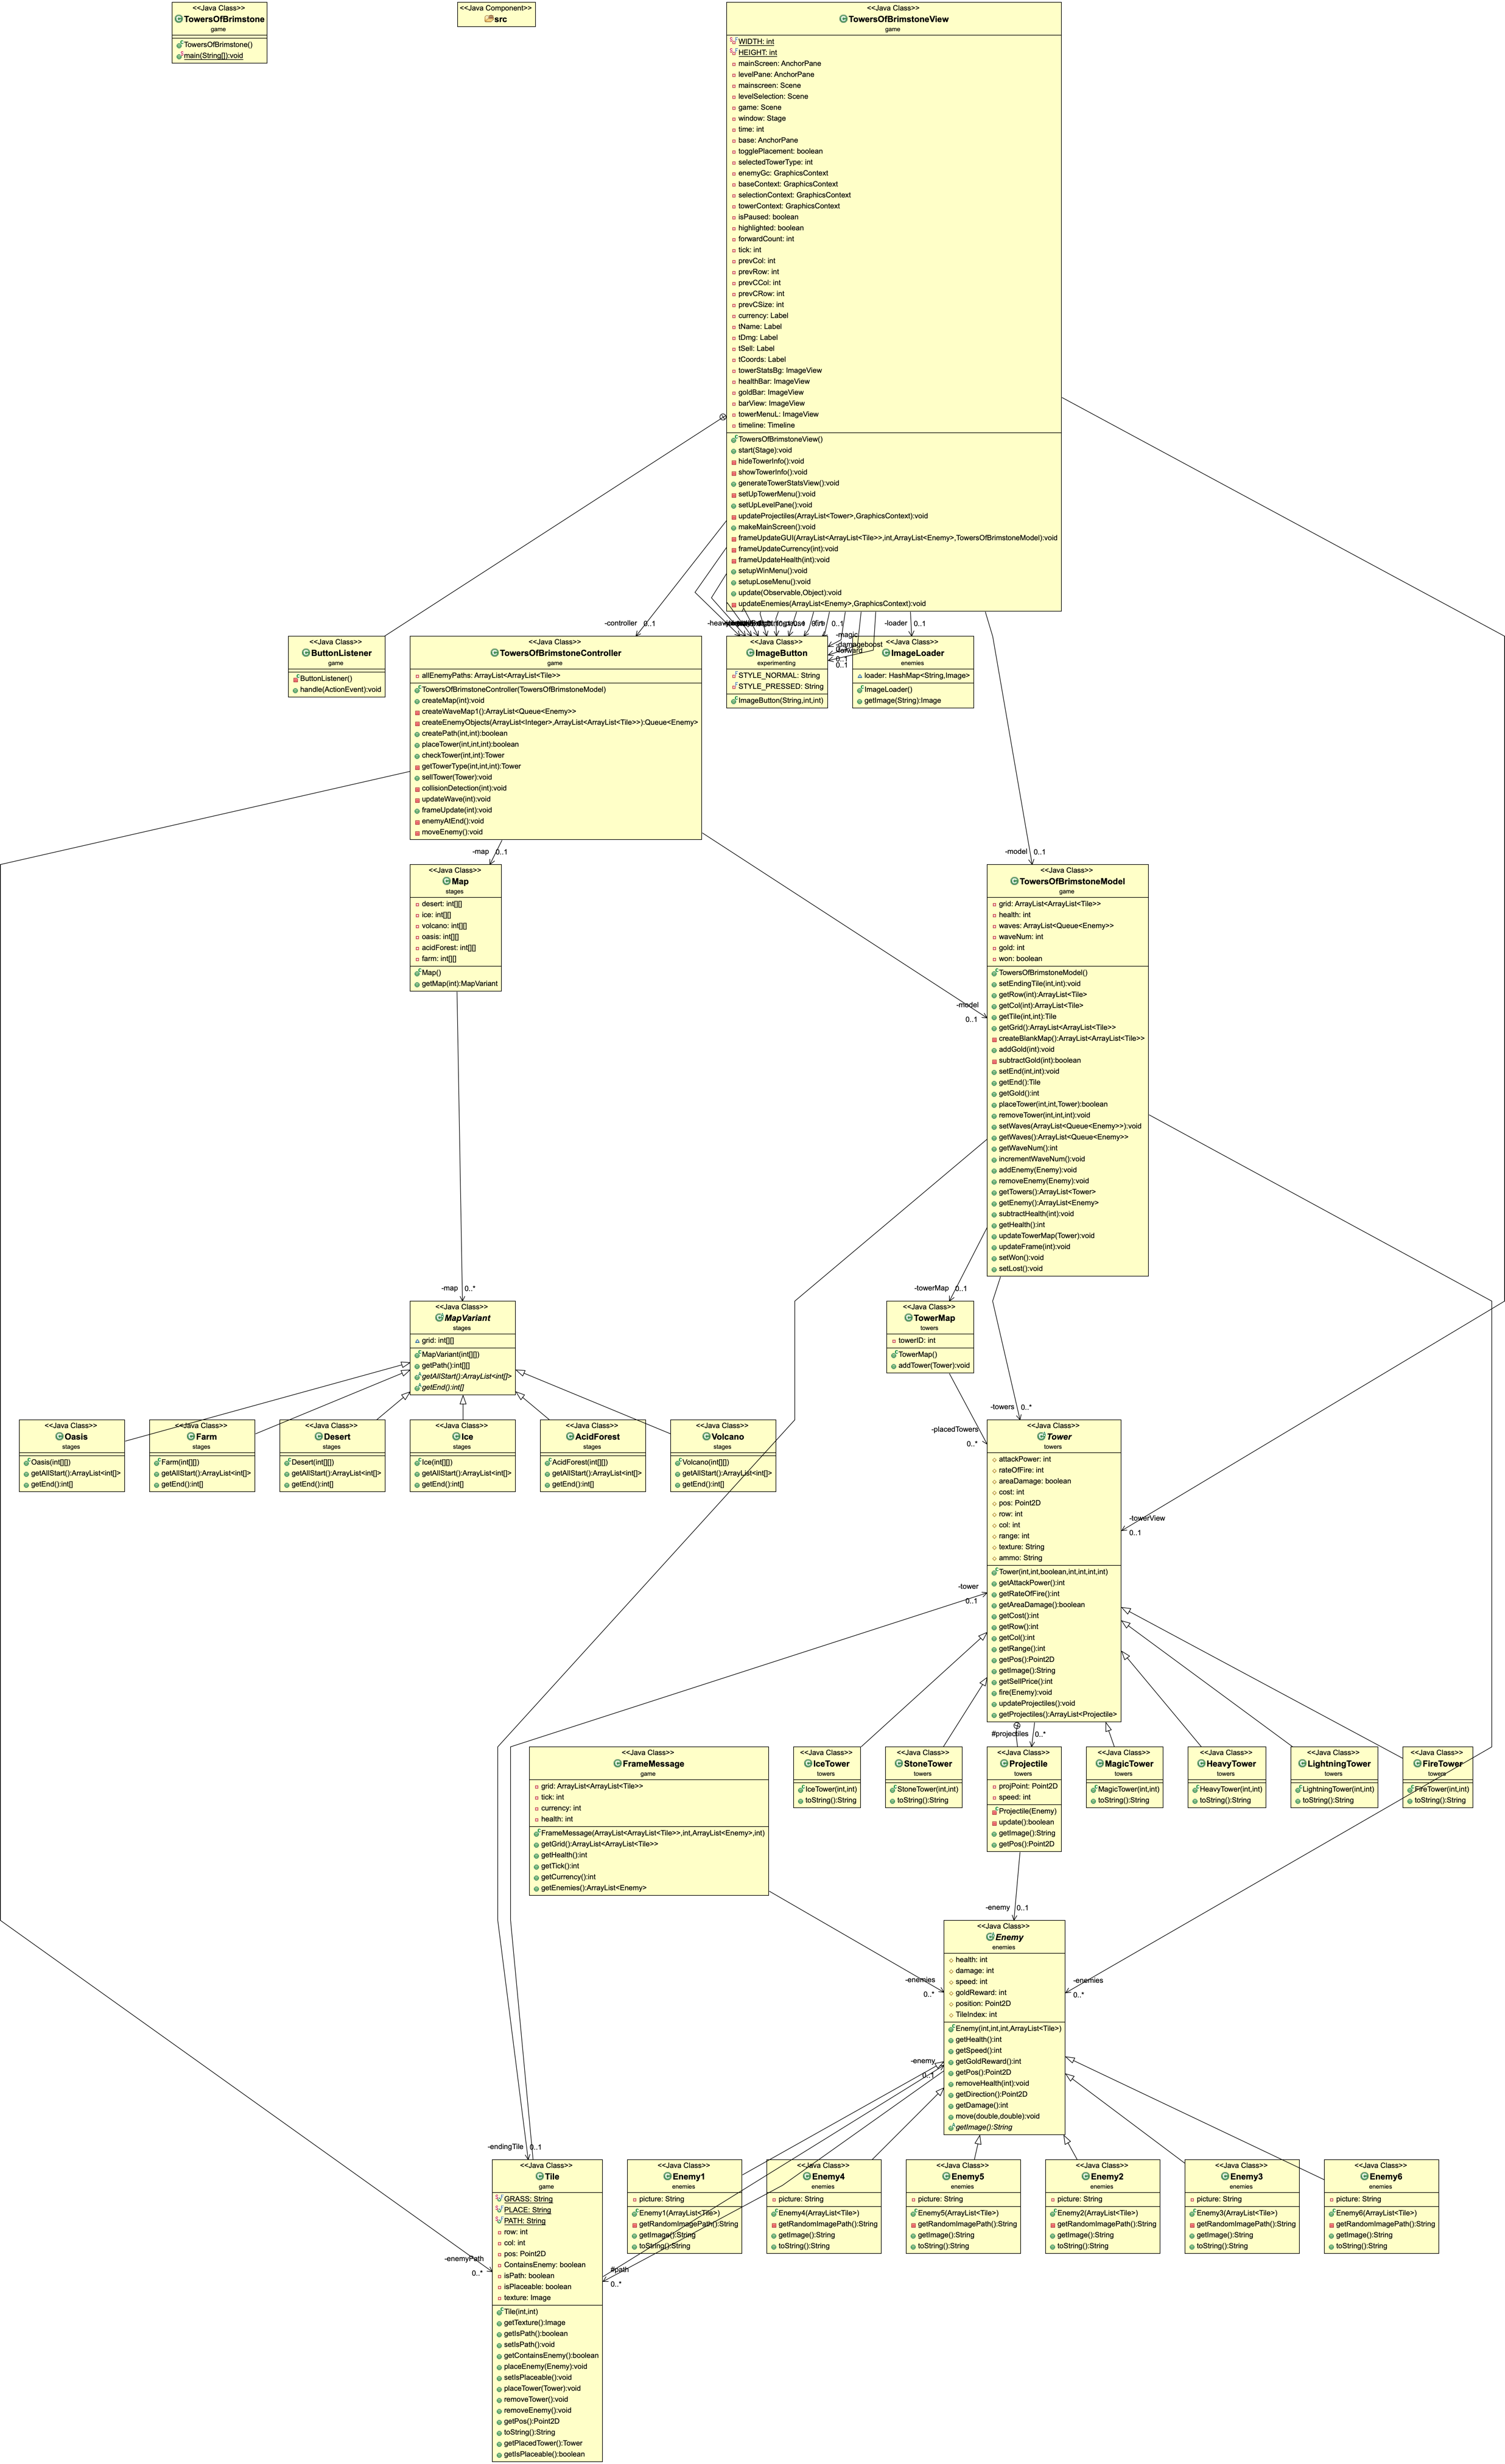 <<Java Class>>
TowersOfBrimstone
game
TowersOfBrimstone()
main(String[]):void
<<Java Component>>
src
<<Java Class>>
TowersOfBrimstoneView
game
WIDTH: int
HEIGHT: int
mainScreen: AnchorPane
levelPane: AnchorPane
mainscreen: Scene
levelSelection: Scene
game: Scene
window: Stage
time: int
base: AnchorPane
togglePlacement: boolean
selectedTowerType: int
enemyGc: GraphicsContext
baseContext: GraphicsContext
selectionContext: GraphicsContext
towerContext: GraphicsContext
isPaused: boolean
highlighted: boolean
forwardCount: int
tick: int
prevCol: int
prevRow: int
prevCCol: int
prevCRow: int
prevCSize: int
currency: Label
tName: Label
tDmg: Label
tSell: Label
tCoords: Label
towerStatsBg: ImageView
healthBar: ImageView
goldBar: ImageView
barView: ImageView
towerMenuL: ImageView
timeline: Timeline
TowersOfBrimstoneView()
start(Stage):void
hideTowerInfo():void
showTowerInfo():void
generateTowerStatsView():void
setUpTowerMenu():void
setUpLevelPane():void
updateProjectiles(ArrayList<Tower>,GraphicsContext):void
makeMainScreen():void
frameUpdateGUI(ArrayList<ArrayList<Tile>>,int,ArrayList<Enemy>,TowersOfBrimstoneModel):void
frameUpdateCurrency(int):void
frameUpdateHealth(int):void
setupWinMenu():void
setupLoseMenu():void
update(Observable,Object):void
updateEnemies(ArrayList<Enemy>,GraphicsContext):void
-controller 0..1
-magic
-damageboost
0..1
0..1
-loader 0..1
<<Java Class>>
ButtonListener
game
ButtonListener()
handle(ActionEvent):void
<<Java Class>>
TowersOfBrimstoneController
game
allEnemyPaths: ArrayList<ArrayList<Tile>>
TowersOfBrimstoneController(TowersOfBrimstoneModel)
createMap(int):void
createWaveMap1():ArrayList<Queue<Enemy>>
createEnemyObjects(ArrayList<Integer>,ArrayList<ArrayList<Tile>>):Queue<Enemy>
createPath(int,int):boolean
placeTower(int,int,int):boolean
checkTower(int,int):Tower
getTowerType(int,int,int):Tower
sellTower(Tower):void
collisionDetection(int):void
updateWave(int):void
frameUpdate(int):void
enemyAtEnd():void
moveEnemy():void
<<Java Class>>
ImageButton
experimenting
STYLE_NORMAL: String
STYLE_PRESSED: String
ImageButton(String,int,int)
<<Java Class>>
ImageLoader
enemies
loader: HashMap<String,Image>
ImageLoader()
getImage(String):Image
-map 0..1
<<Java Class>>
Map
stages
desert: int[][]
ice: int[][]
volcano: int[][]
oasis: int[][]
acidForest: int[][]
farm: int[][]
Map()
getMap(int):MapVariant
-model 0..1
-model
0..1
<<Java Class>>
TowersOfBrimstoneModel
game
grid: ArrayList<ArrayList<Tile>>
health: int
waves: ArrayList<Queue<Enemy>>
waveNum: int
gold: int
won: boolean
TowersOfBrimstoneModel()
setEndingTile(int,int):void
getRow(int):ArrayList<Tile>
getCol(int):ArrayList<Tile>
getTile(int,int):Tile
getGrid():ArrayList<ArrayList<Tile>>
createBlankMap():ArrayList<ArrayList<Tile>>
addGold(int):void
subtractGold(int):boolean
setEnd(int,int):void
getEnd():Tile
getGold():int
placeTower(int,int,Tower):boolean
removeTower(int,int,int):void
setWaves(ArrayList<Queue<Enemy>>):void
getWaves():ArrayList<Queue<Enemy>>
getWaveNum():int
incrementWaveNum():void
addEnemy(Enemy):void
removeEnemy(Enemy):void
getTowers():ArrayList<Tower>
getEnemy():ArrayList<Enemy>
subtractHealth(int):void
getHealth():int
updateTowerMap(Tower):void
updateFrame(int):void
setWon():void
setLost():void
-map 0..*
<<Java Class>>
MapVariant
stages
grid: int[][]
MapVariant(int[][])
getPath():int[][]
getAllStart():ArrayList<int[]>
getEnd():int[]
-towerMap 0..1
<<Java Class>>
TowerMap
towers
towerID: int
TowerMap()
addTower(Tower):void
<<Java Class>>
Oasis
stages
Oasis(int[][])
getAllStart():ArrayList<int[]>
getEnd():int[]
<<Java Class>>
Farm
stages
Farm(int[][])
getAllStart():ArrayList<int[]>
getEnd():int[]
<<Java Class>>
Desert
stages
Desert(int[][])
getAllStart():ArrayList<int[]>
getEnd():int[]
<<Java Class>>
Ice
stages
Ice(int[][])
getAllStart():ArrayList<int[]>
getEnd():int[]
<<Java Class>>
AcidForest
stages
AcidForest(int[][])
getAllStart():ArrayList<int[]>
getEnd():int[]
<<Java Class>>
Volcano
stages
Volcano(int[][])
getAllStart():ArrayList<int[]>
getEnd():int[]
-towers 0..*
-placedTowers
0..*
-towerView
0..1
-tower
0..1
<<Java Class>>
Tower
towers
attackPower: int
rateOfFire: int
areaDamage: boolean
cost: int
pos: Point2D
row: int
col: int
range: int
texture: String
ammo: String
Tower(int,int,boolean,int,int,int,int)
getAttackPower():int
getRateOfFire():int
getAreaDamage():boolean
getCost():int
getRow():int
getCol():int
getRange():int
getPos():Point2D
getImage():String
getSellPrice():int
fire(Enemy):void
updateProjectiles():void
getProjectiles():ArrayList<Projectile>
#projectiles 0..*
<<Java Class>>
FrameMessage
game
grid: ArrayList<ArrayList<Tile>>
tick: int
currency: int
health: int
FrameMessage(ArrayList<ArrayList<Tile>>,int,ArrayList<Enemy>,int)
getGrid():ArrayList<ArrayList<Tile>>
getHealth():int
getTick():int
getCurrency():int
getEnemies():ArrayList<Enemy>
<<Java Class>>
IceTower
towers
IceTower(int,int)
toString():String
<<Java Class>>
StoneTower
towers
StoneTower(int,int)
toString():String
<<Java Class>>
Projectile
towers
projPoint: Point2D
speed: int
Projectile(Enemy)
update():boolean
getImage():String
getPos():Point2D
<<Java Class>>
MagicTower
towers
MagicTower(int,int)
toString():String
<<Java Class>>
HeavyTower
towers
HeavyTower(int,int)
toString():String
<<Java Class>>
LightningTower
towers
LightningTower(int,int)
toString():String
<<Java Class>>
FireTower
towers
FireTower(int,int)
toString():String
-enemy 0..1
-enemies
0..*
-enemies
0..*
-enemy
0..1
<<Java Class>>
Enemy
enemies
health: int
damage: int
speed: int
goldReward: int
position: Point2D
TileIndex: int
Enemy(int,int,int,ArrayList<Tile>)
getHealth():int
getSpeed():int
getGoldReward():int
getPos():Point2D
removeHealth(int):void
getDirection():Point2D
getDamage():int
move(double,double):void
getImage():String
-endingTile 0..1
-enemyPath
0..*
#path
0..*
<<Java Class>>
Tile
game
GRASS: String
PLACE: String
PATH: String
row: int
col: int
pos: Point2D
ContainsEnemy: boolean
isPath: boolean
isPlaceable: boolean
texture: Image
Tile(int,int)
getTexture():Image
getIsPath():boolean
setIsPath():void
getContainsEnemy():boolean
placeEnemy(Enemy):void
setIsPlaceable():void
placeTower(Tower):void
removeTower():void
removeEnemy():void
getPos():Point2D
toString():String
getPlacedTower():Tower
getIsPlaceable():boolean
<<Java Class>>
Enemy1
enemies
picture: String
Enemy1(ArrayList<Tile>)
getRandomImagePath():String
getImage():String
toString():String
<<Java Class>>
Enemy4
enemies
picture: String
Enemy4(ArrayList<Tile>)
getRandomImagePath():String
getImage():String
toString():String
<<Java Class>>
Enemy5
enemies
picture: String
Enemy5(ArrayList<Tile>)
getRandomImagePath():String
getImage():String
toString():String
<<Java Class>>
Enemy2
enemies
picture: String
Enemy2(ArrayList<Tile>)
getRandomImagePath():String
getImage():String
toString():String
<<Java Class>>
Enemy3
enemies
picture: String
Enemy3(ArrayList<Tile>)
getRandomImagePath():String
getImage():String
toString():String
<<Java Class>>
Enemy6
enemies
picture: String
Enemy6(ArrayList<Tile>)
getRandomImagePath():String
getImage():String
toString():String